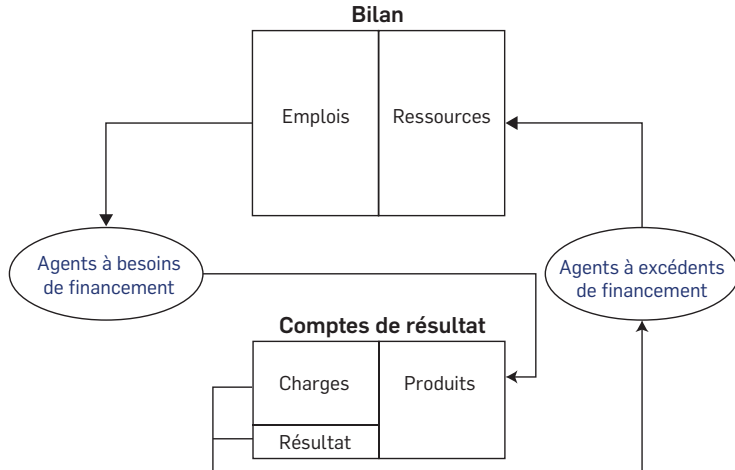 Bilan
Emplois
Ressources
Agents à besoins
de financement
Agents à excédents
de financement
Comptes de résultat
Charges
Produits
Résultat